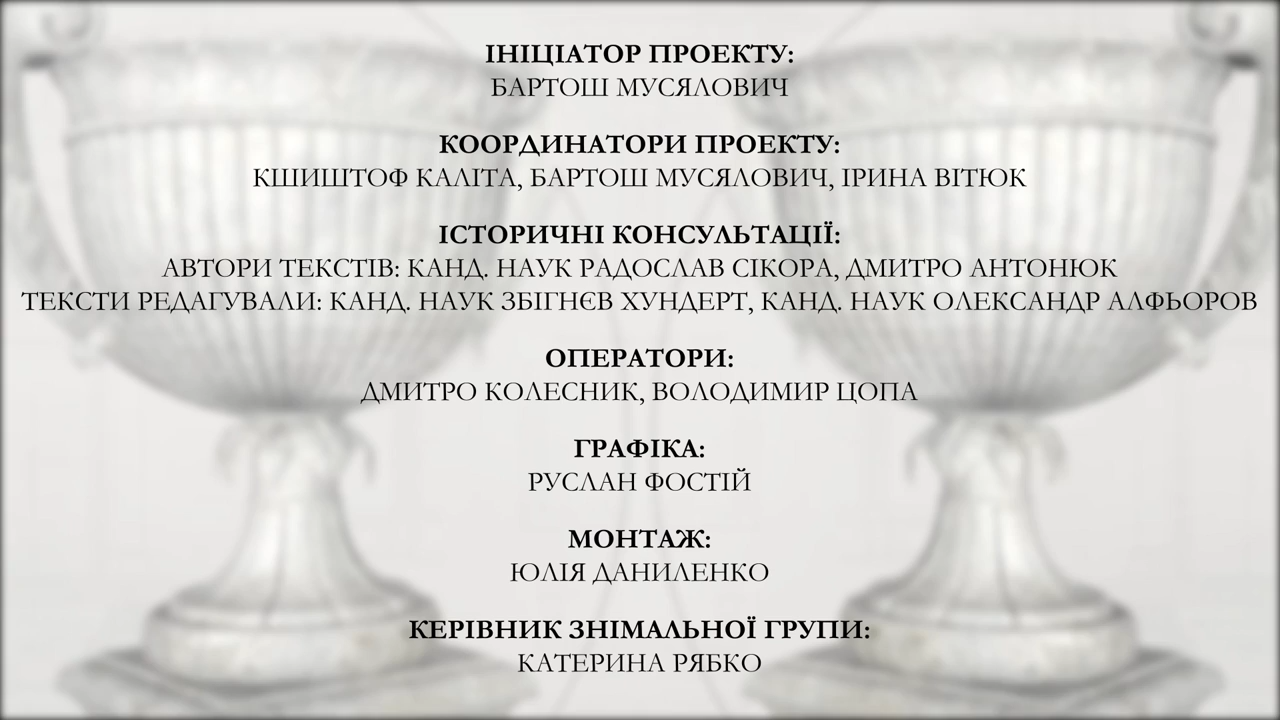 ІНІЦІАТОР ПРОЕКТУ:
БАРТОШ МУСЯЛОВИЧ
КООРДИНАТОРИ ПРОЕКТУ:
КШИШТОФ КАЛІТА, БАРТОШ МУСЯЛОВИЧ, ІРИНА ВІТЮК
ІСТОРИЧНІ КОНСУЛЬТАЦІЇ:
АВТОРИ ТЕКСТІВ: КАНД. НАУК РАДОСЛАВ СІКОРА, ДМИТРО АНТОНЮК
ТЕКСТИ РЕДАГУВАЛИ: КАНД. НАУК ЗБІГНЄВ ХУНДЕРТ, КАНД. НАУК ОЛЕКСАНДР АЛФЬОРОВ
ОПЕРАТОРИ:
ДМИТРО КОЛЕСНИК, ВОЛОДИМИР ЦОПА
ГРАФІКА:
РУСЛАН ФОСТІЙ
МОНТАЖ:
ЮЛІЯ ДАНИЛЕНКО
КЕРІВНИК ЗНІМАЛЬНОЇ ГРУПИ:
КАТЕРИНА РЯБКО